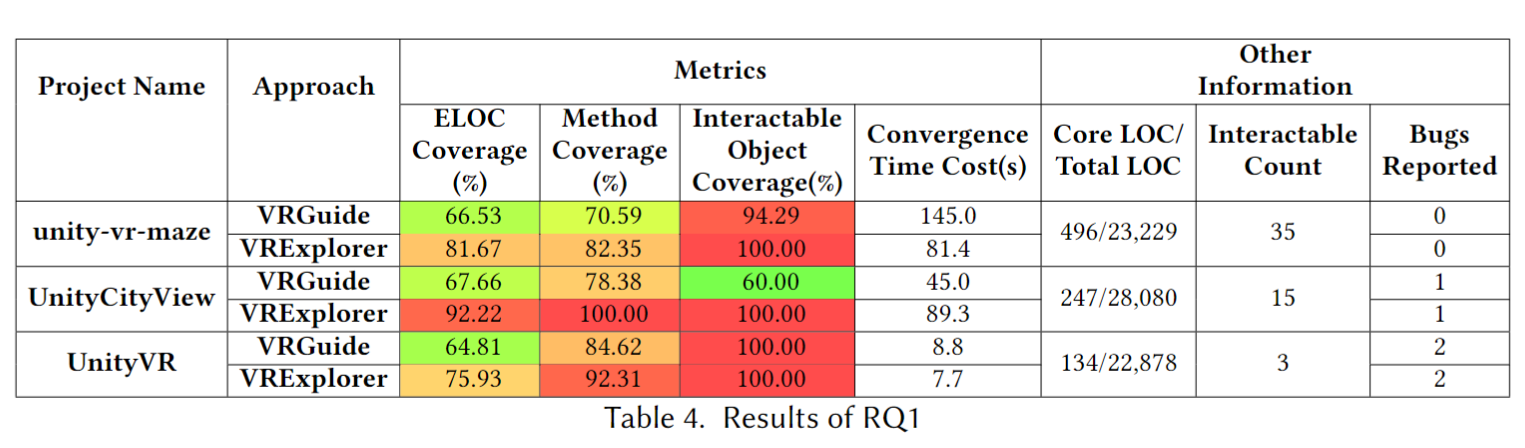 Project Name Approach Metrics Other Information
ELOC Coverage (%) Method Coverage (%) Interactable Object Coverage(%) Convergence Time Cost(s) Core LOC/ Total LOC Interactable Count Bugs Reported
unity-vr-maze VRGuide 66.53 70.59 94.29 145.0 496/23,229 35 0
VRExplorer 81.67 82.35 100.00 81.4 0
UnityCityView VRGuide 67.66 78.38 60.00 45.0 247/28,080 15 1
VRExplorer 92.22 100.00 100.00 89.3 1
UnityVR VRGuide 64.81 84.62 100.00 8.8 134/22,878 3 2
VRExplorer 75.93 92.31 100.00 7.7 2
Table 4. Results of RQ1